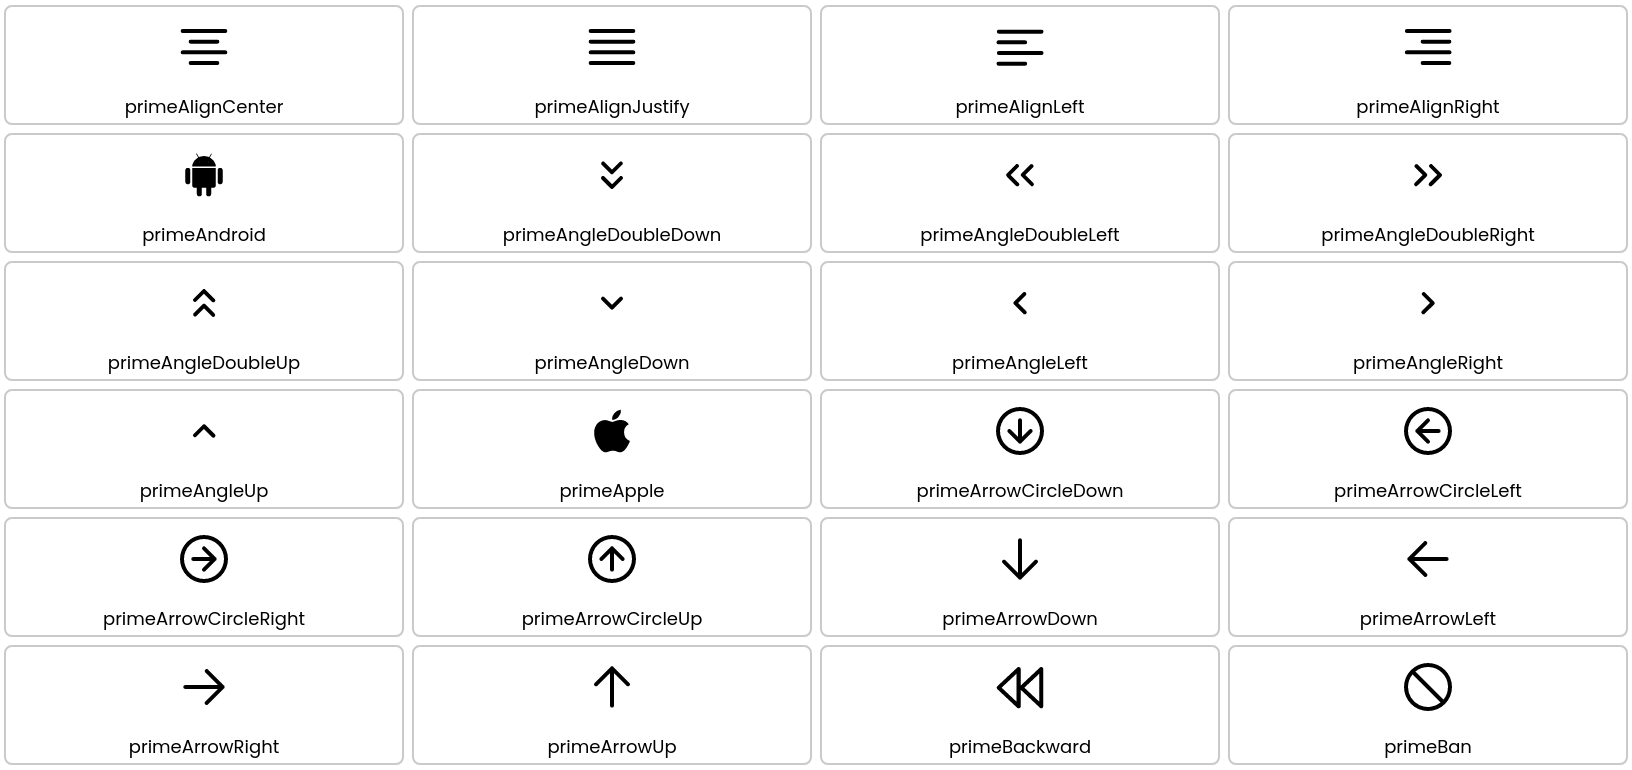 primeAlignCenter
primeAlignJustify
primeAlignLeft
primeAlignRight
primeAndroid
primeAngleDoubleDown
primeAngleDoubleLeft
primeAngleDoubleRight
primeAngleDoubleUp
primeAngleDown
primeAngleLeft
primeAngleRight
primeAngleUp
primeApple
primeArrowCircleDown
primeArrowCircleLeft
primeArrowCircleRight
primeArrowCircleUp
primeArrowDown
primeArrowLeft
primeArrowRight
primeArrowUp
primeBackward
primeBan